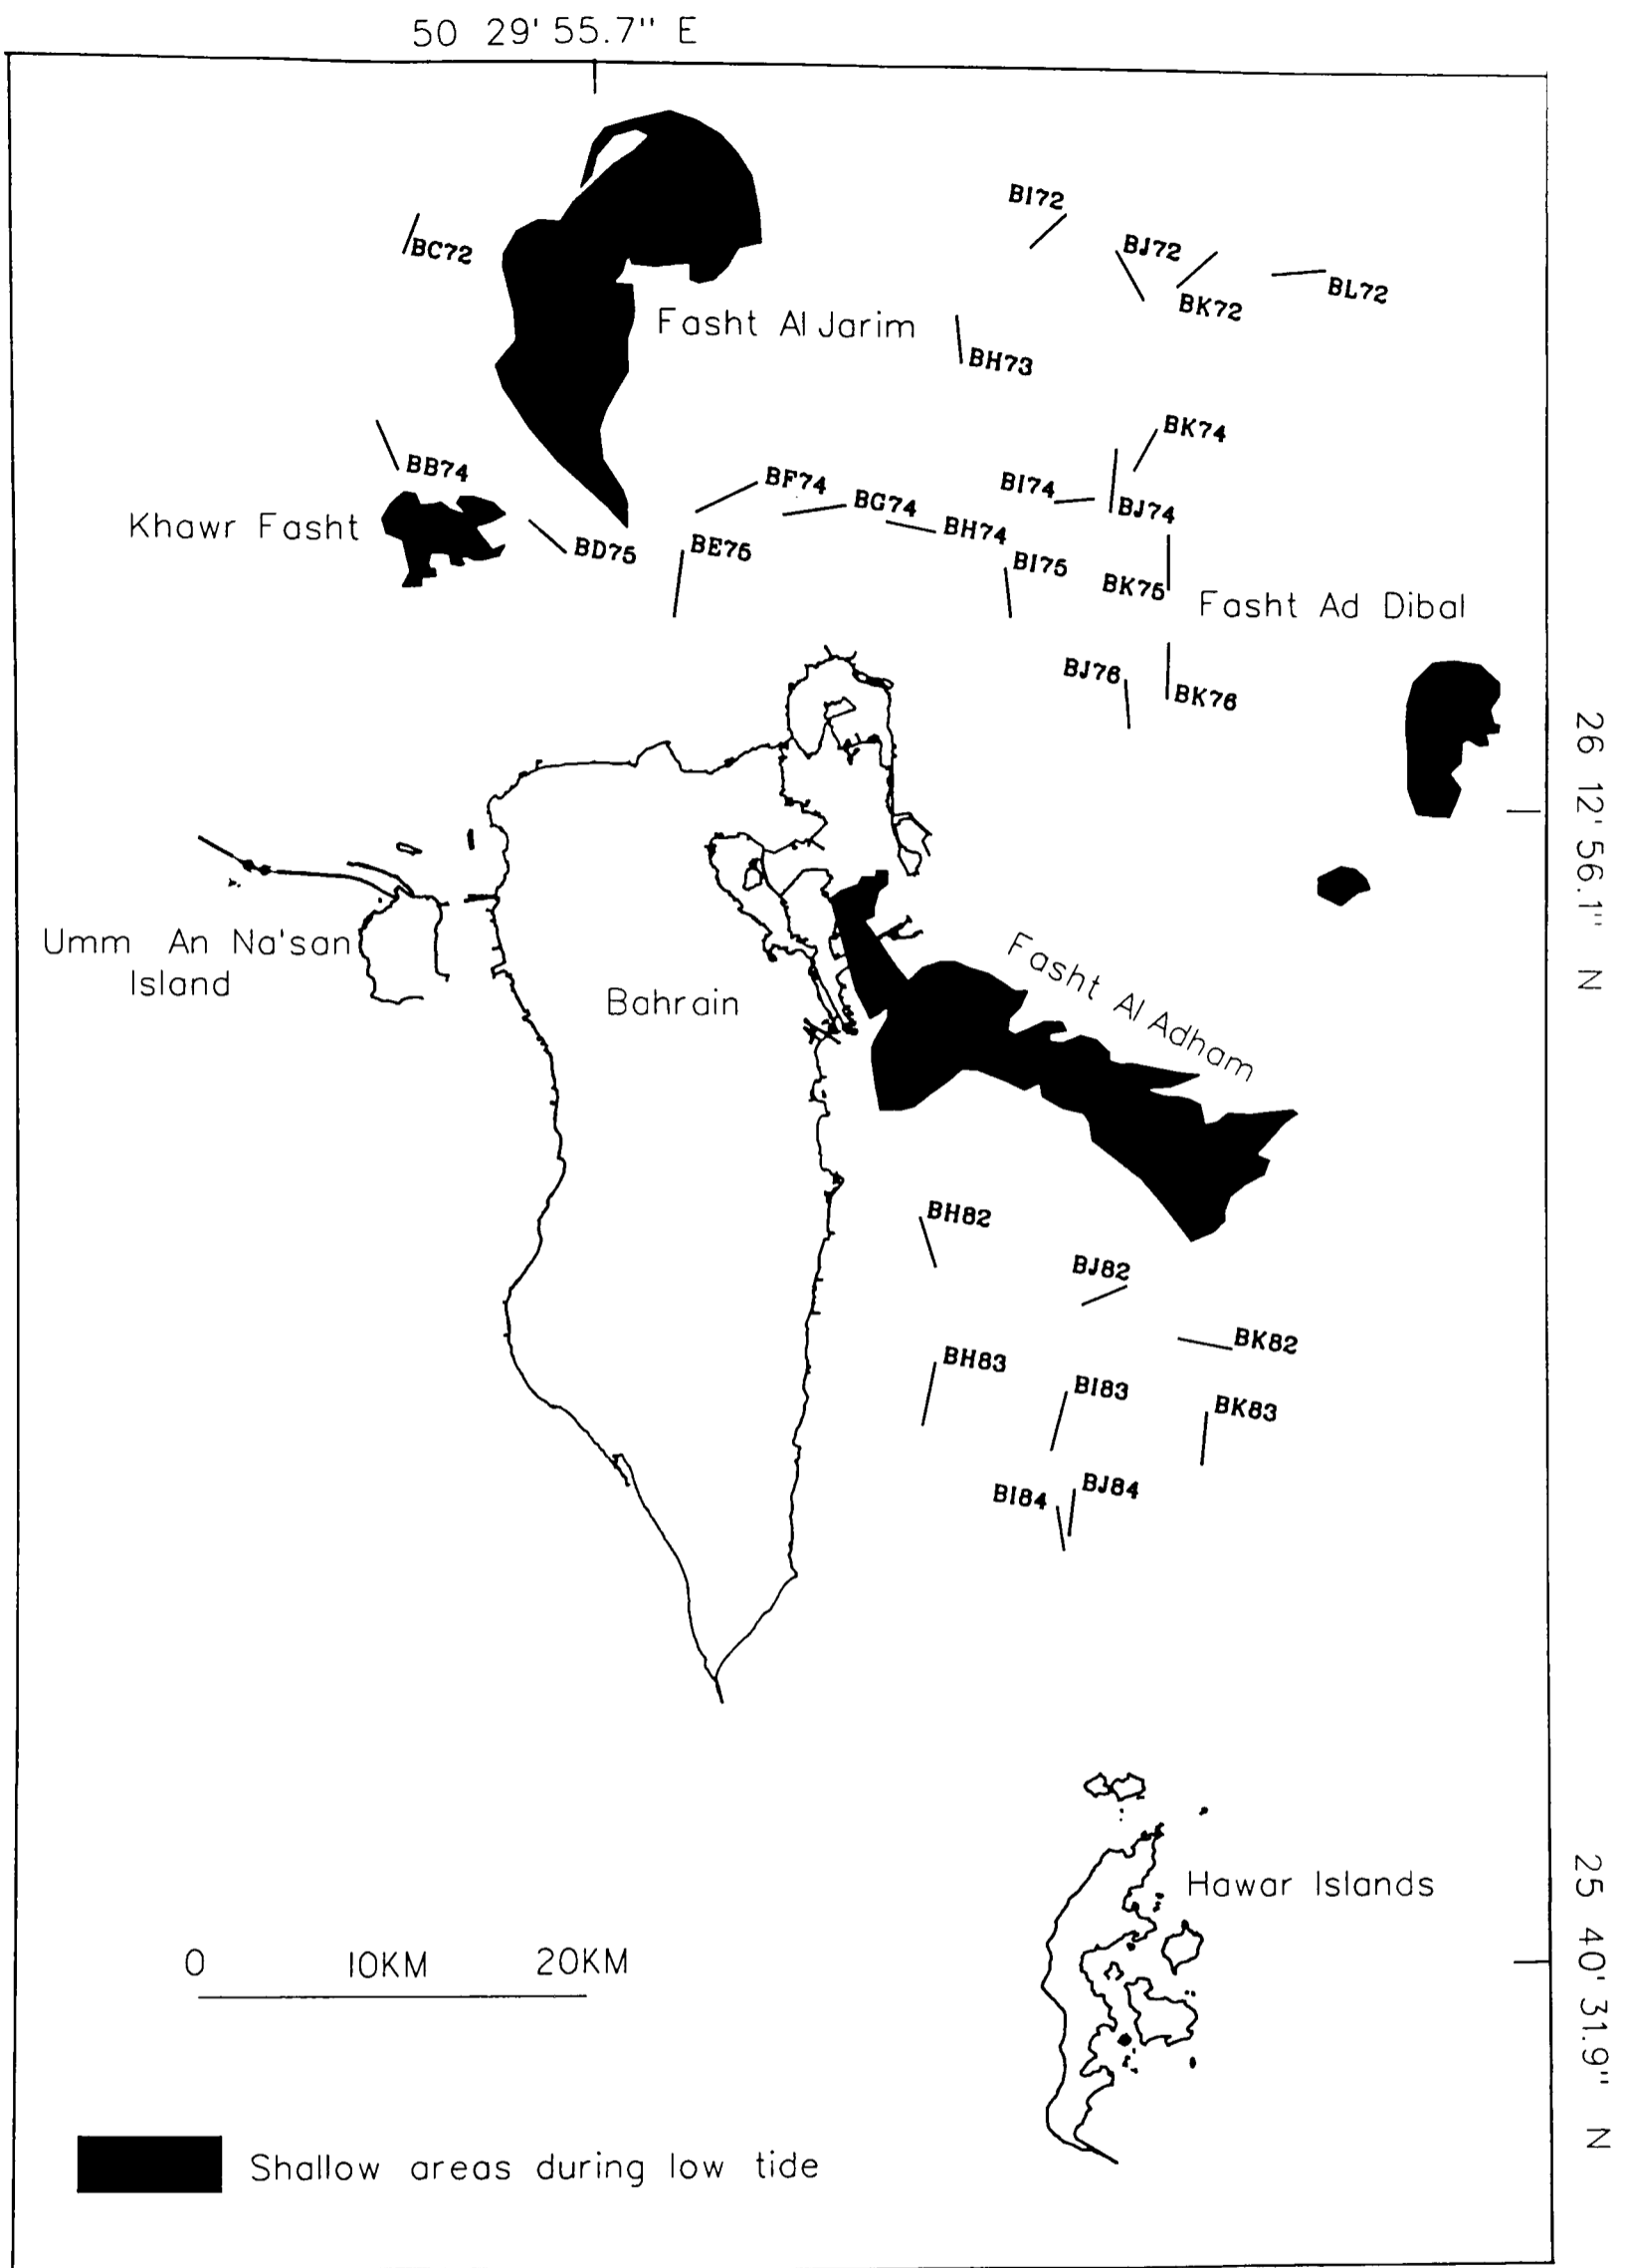 50 29' 55.7" E
BI72
BJ72
BC72
BL72
BK72
Fasht Al Jarim
BH73
BK74
BB74
BF74
BI74
BG74
BJ74
Khawr Fasht
BH74
BD75
BE75
BI75
BK75
Fasht Ad Dibal
BJ76
BK76
26 12' 56.1" N
Umm An Na'san
Island
Bahrain
Fasht Al Adham
BH82
BJ82
BK82
BH83
BI83
BK83
BI84
BJ84
Hawar Islands
25 40' 31.9" N
0 10KM 20KM
Shallow areas during low tide